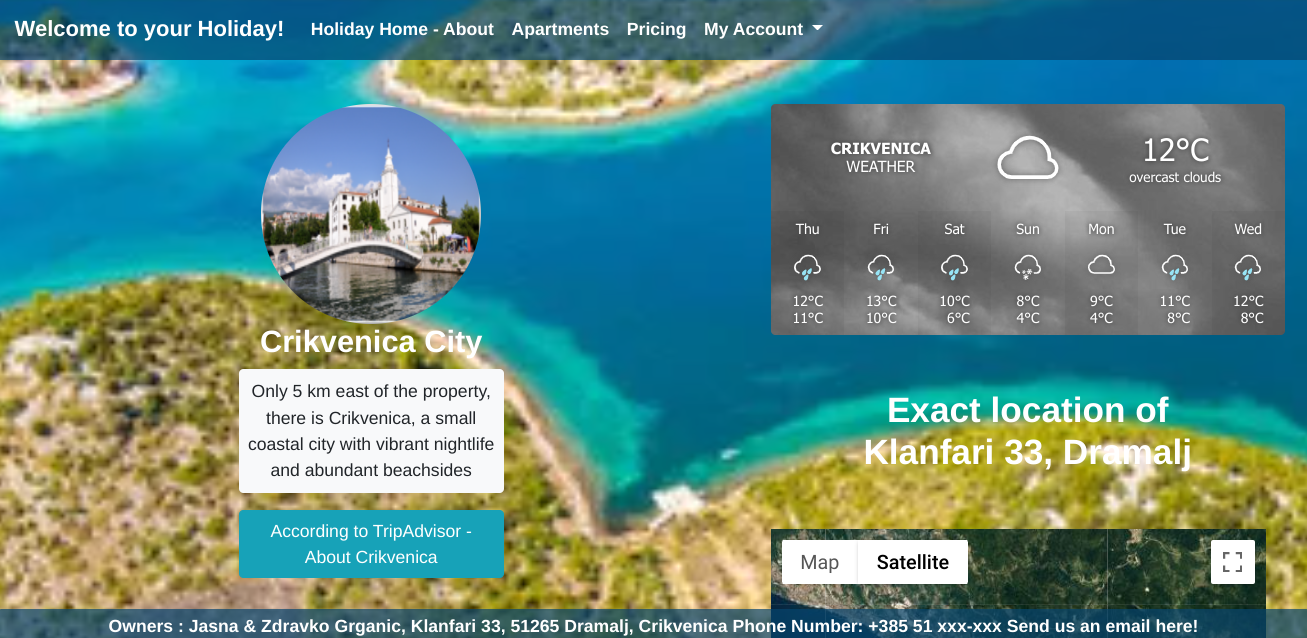 Welcome to your Holiday! Holiday Home - About Apartments Pricing My Account
Crikvenica City
Only 5 km east of the property,
there is Crikvenica, a small
coastal city with vibrant nightlife
and abundant beachsides
According to TripAdvisor -
About Crikvenica
CRIKVENICA
WEATHER
12°C
overcast clouds
Thu Fri Sat Sun Mon Tue Wed
12°C 13°C 10°C 8°C 9°C 11°C 12°C
11°C 10°C 6°C 4°C 4°C 8°C 8°C
Exact location of
Klanfari 33, Dramalj
Map Satellite
Owners : Jasna & Zdravko Grganic, Klanfari 33, 51265 Dramalj, Crikvenica Phone Number: +385 51 xxx-xxx Send us an email here!